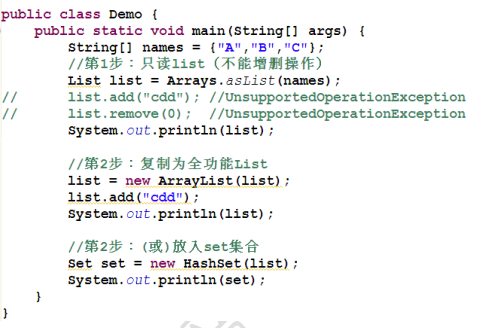 public class Demo {
    public static void main(String[] args) {
        String[] names = {"A","B","C"};
        //第1步：只读list（不能增删操作）
        List list = Arrays.asList(names);
//      list.add("cdd"); //UnsupportedOperationException
//      list.remove(0);  //UnsupportedOperationException
        System.out.println(list);

        //第2步：复制为全功能List
        list = new ArrayList(list);
        list.add("cdd");
        System.out.println(list);

        //第2步：(或)放入set集合
        Set set = new HashSet(list);
        System.out.println(set);
    }
}